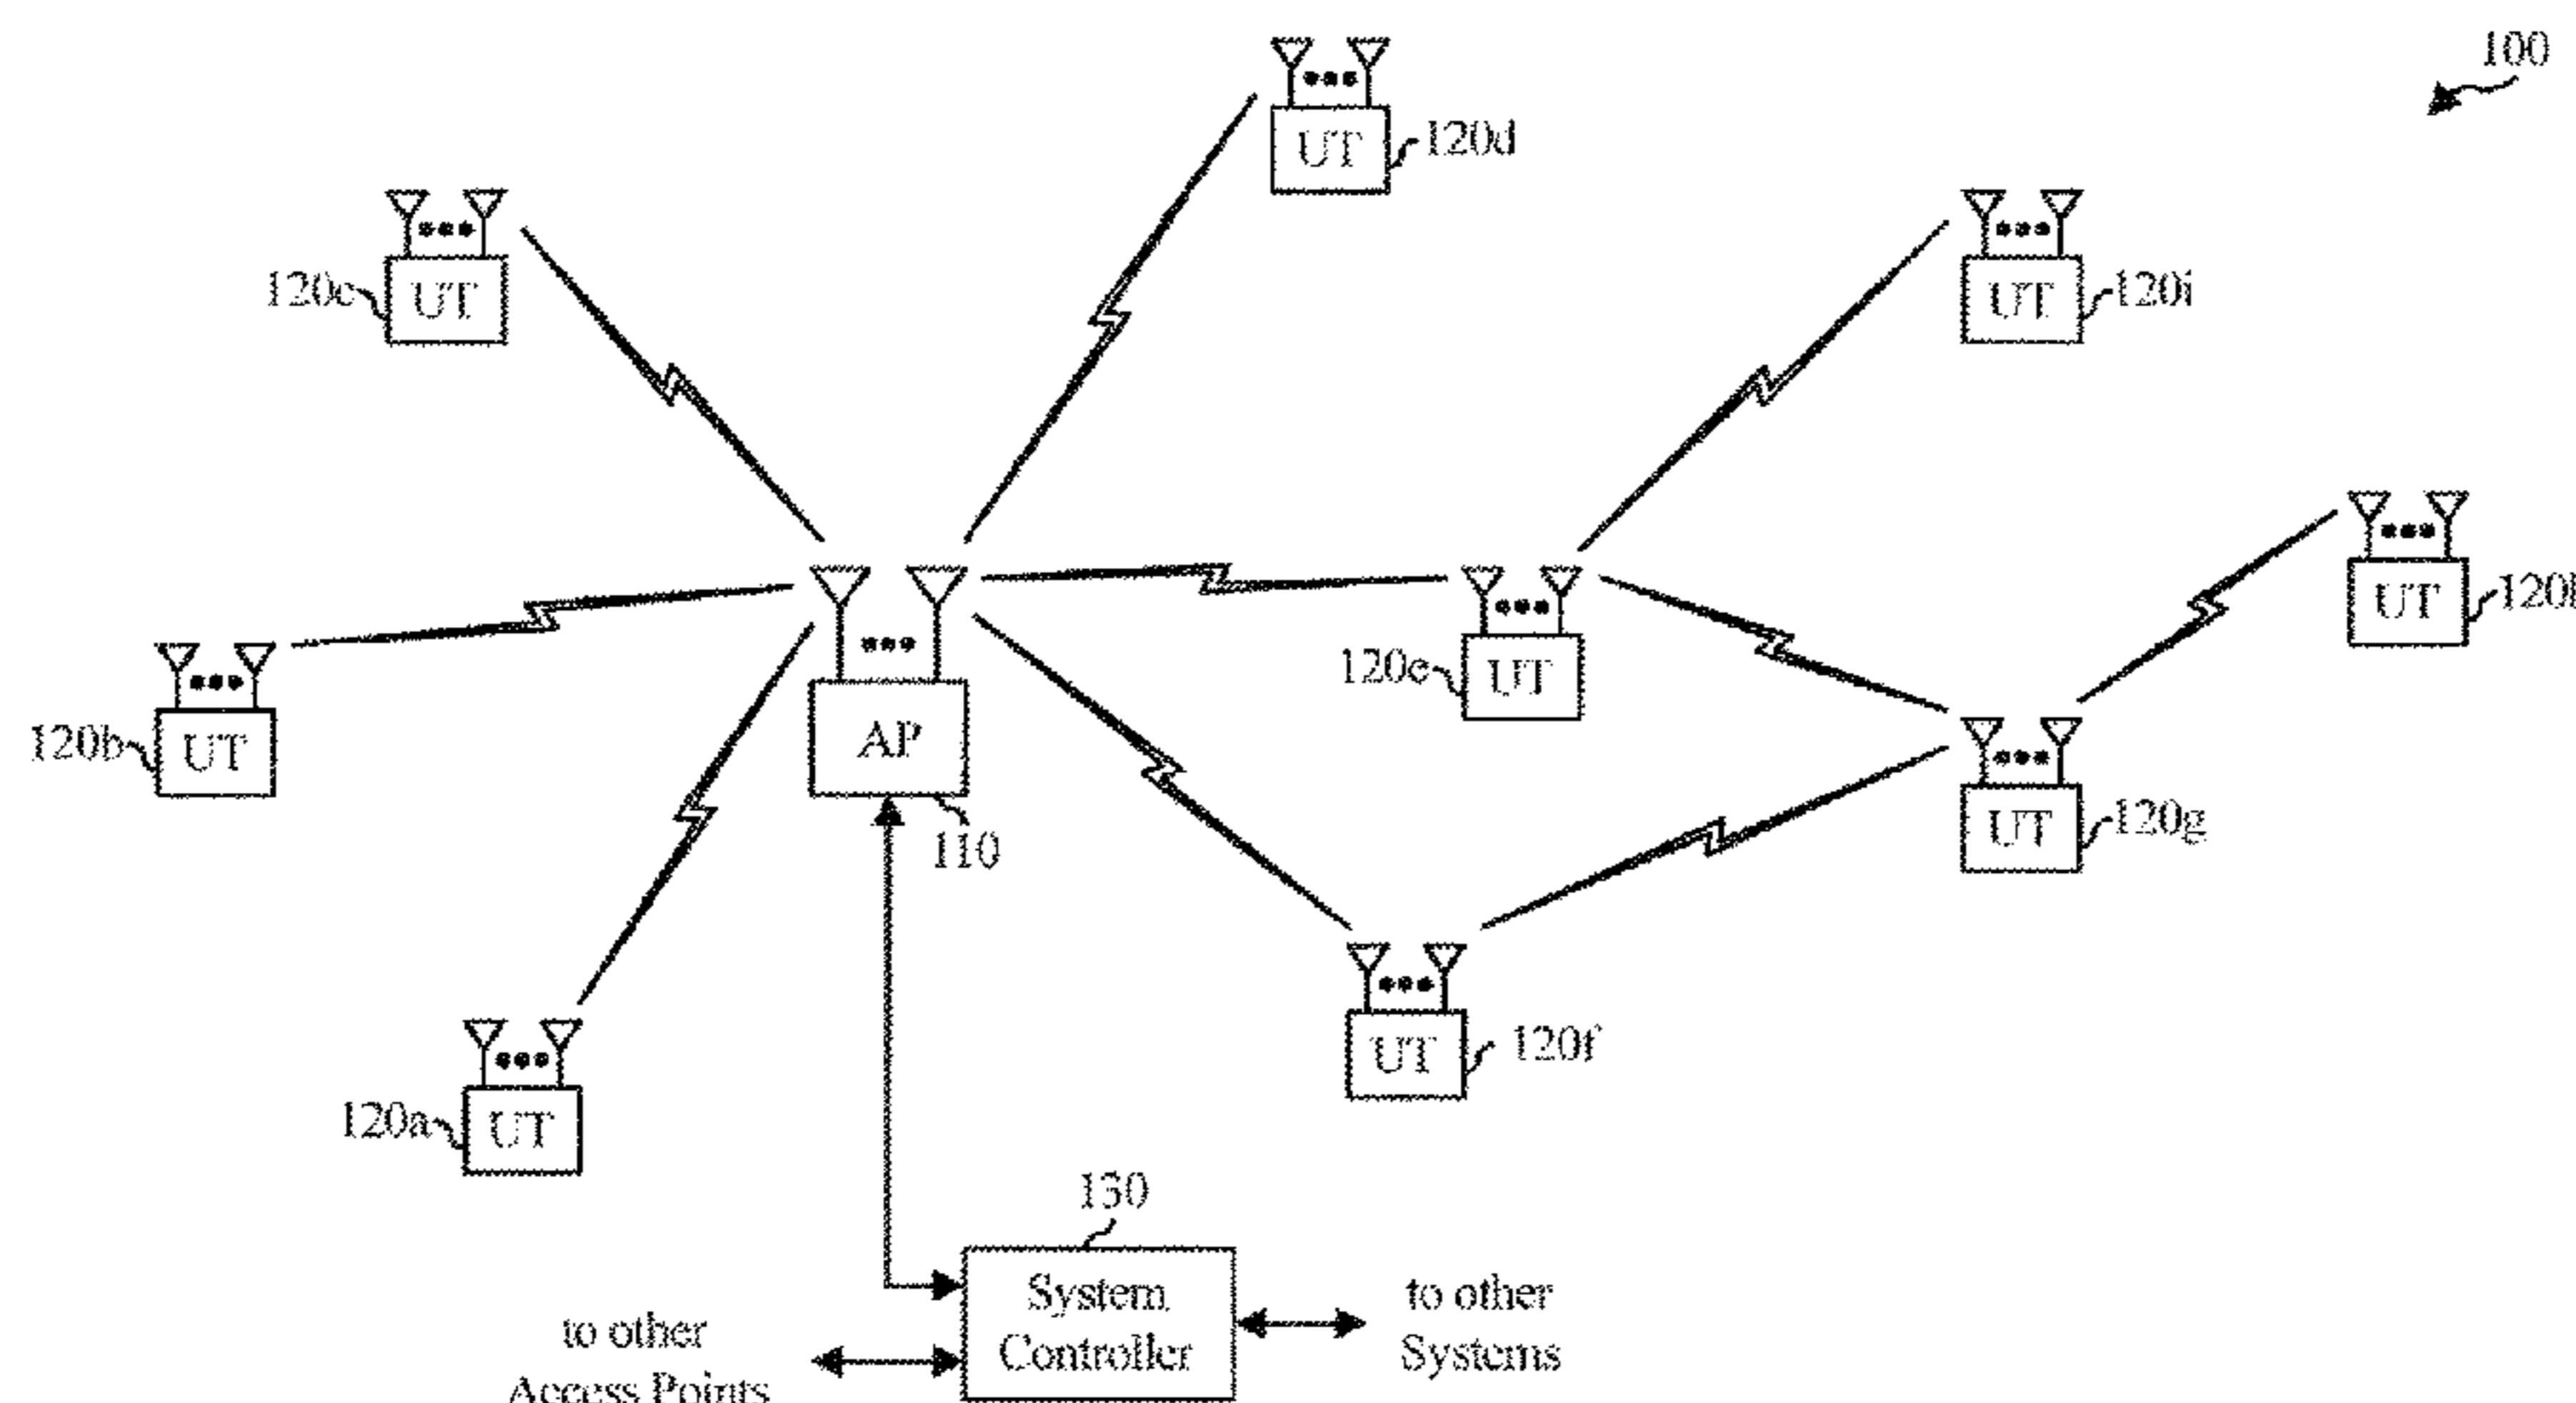 100
UT
120d
UT
120c
UT
120i
UT
UT
120e
UT
120b
AP
110
UT
120g
UT
120f
UT
120a
130
System
Controller
to other
Systems
to other
Access Points